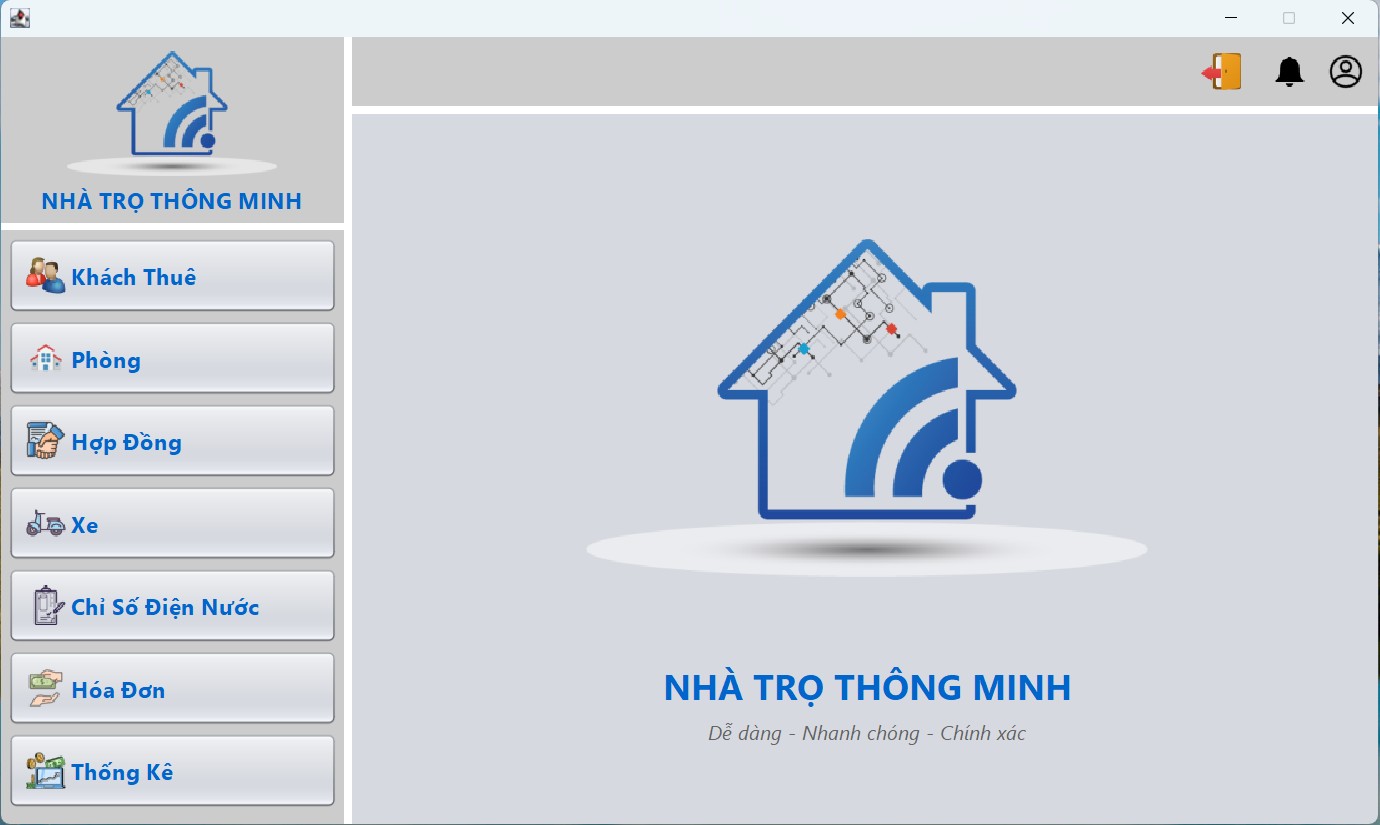 NHÀ TRỌ THÔNG MINH
Khách Thuê
Phòng
Hợp Đồng
Xe
Chỉ Số Điện Nước
Hóa Đơn
Thống Kê
NHÀ TRỌ THÔNG MINH
Dễ dàng - Nhanh chóng - Chính xác